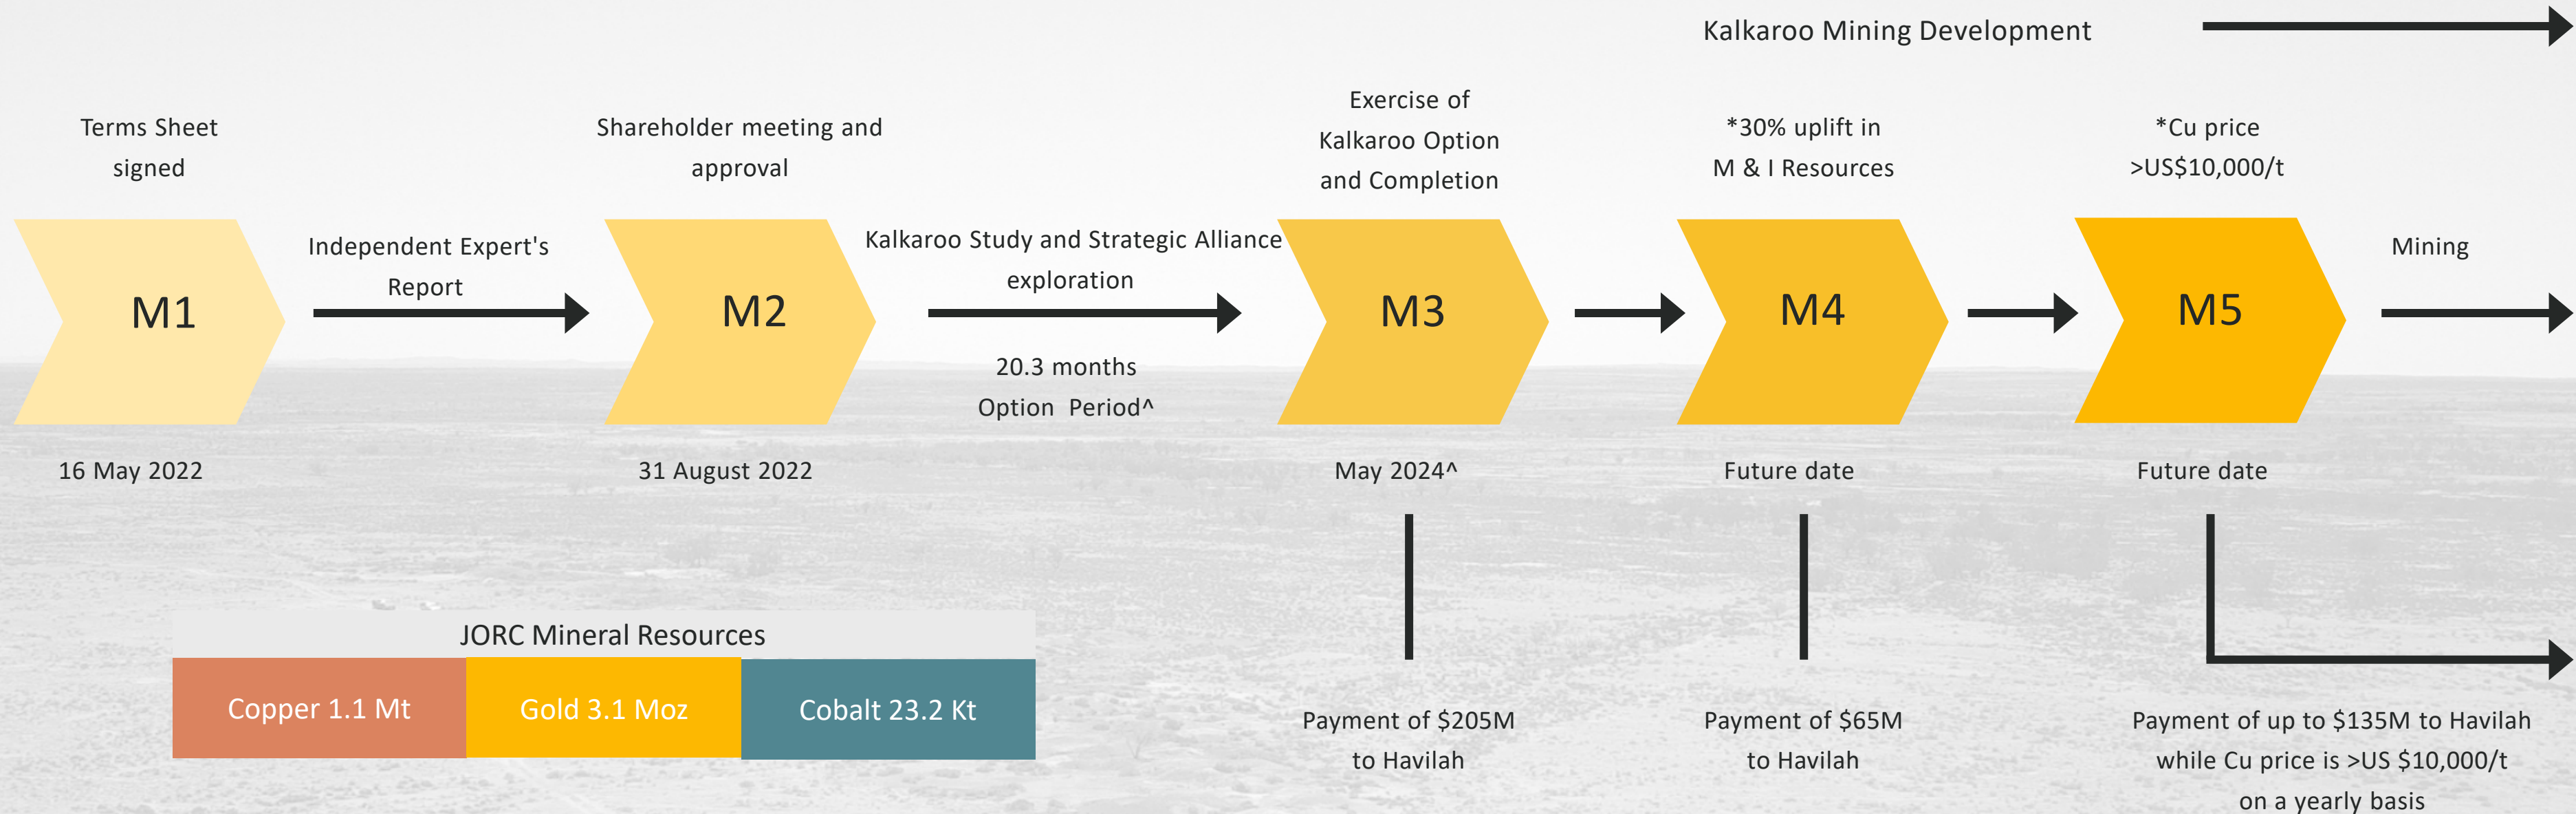 Kalkaroo Mining Development
Terms Sheet
signed
Shareholder meeting and
approval
Exercise of
Kalkaroo Option
and Completion
*30% uplift in
M & I Resources
*Cu price
>US$10,000/t
M1
Independent Expert's
Report
M2
Kalkaroo Study and Strategic Alliance
exploration
20.3 months
Option  Period^
M3
M4
M5
Mining
16 May 2022
31 August 2022
May 2024^
Future date
Future date
JORC Mineral Resources
Copper 1.1 Mt
Gold 3.1 Moz
Cobalt 23.2 Kt
Payment of $205M
to Havilah
Payment of $65M
to Havilah
Payment of up to $135M to Havilah
while Cu price is >US $10,000/t
on a yearly basis